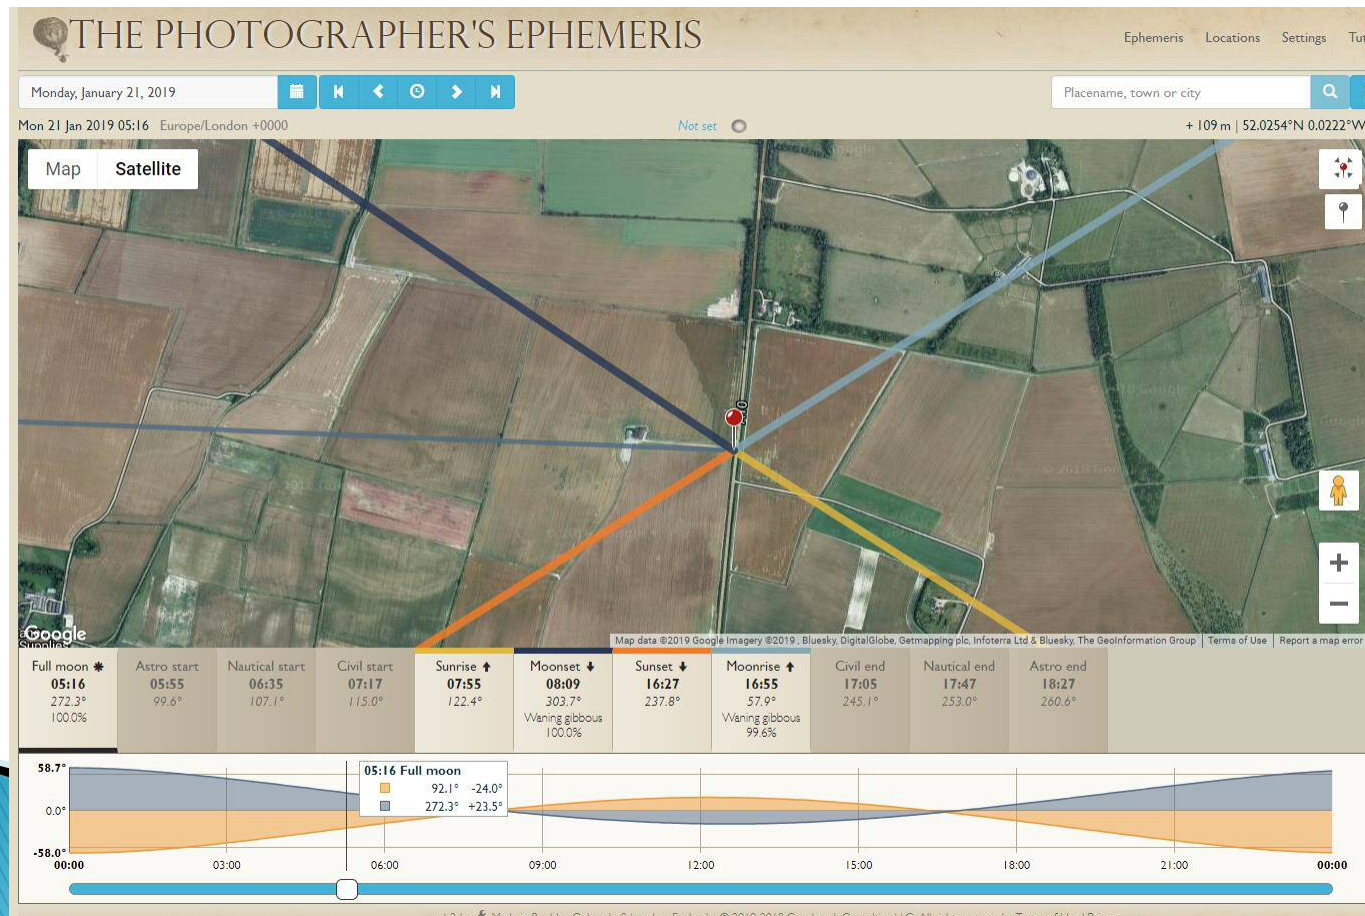 THE PHOTOGRAPHER'S EPHEMERIS
Ephemeris Locations Settings Tut
Monday, January 21, 2019
Placename, town or city
Mon 21 Jan 2019 05:16 Europe/London +0000
Not set
+ 109 m | 52.0254°N 0.0222°W
Map Satellite
Google
Map data ©2019 Google Imagery ©2019 , Bluesky, DigitalGlobe, Getmapping plc, Infoterra Ltd & Bluesky, The GeoInformation Group Terms of Use Report a map error
Full moon Astro start Nautical start Civil start Sunrise Moonset Sunset Moonrise Civil end Nautical end Astro end
05:16 05:55 06:35 07:17 07:55 08:09 16:27 16:55 17:05 17:47 18:27
272.3° 99.6° 107.1° 115.0° 122.4° 303.7° 237.8° 57.9° 245.1° 253.0° 260.6°
100.0% Waning gibbous Waning gibbous
100.0% 99.6%
58.7°
0.0°
-58.0°
05:16 Full moon
92.1° -24.0°
272.3° +23.5°
00:00 03:00 06:00 09:00 12:00 15:00 18:00 21:00 00:00